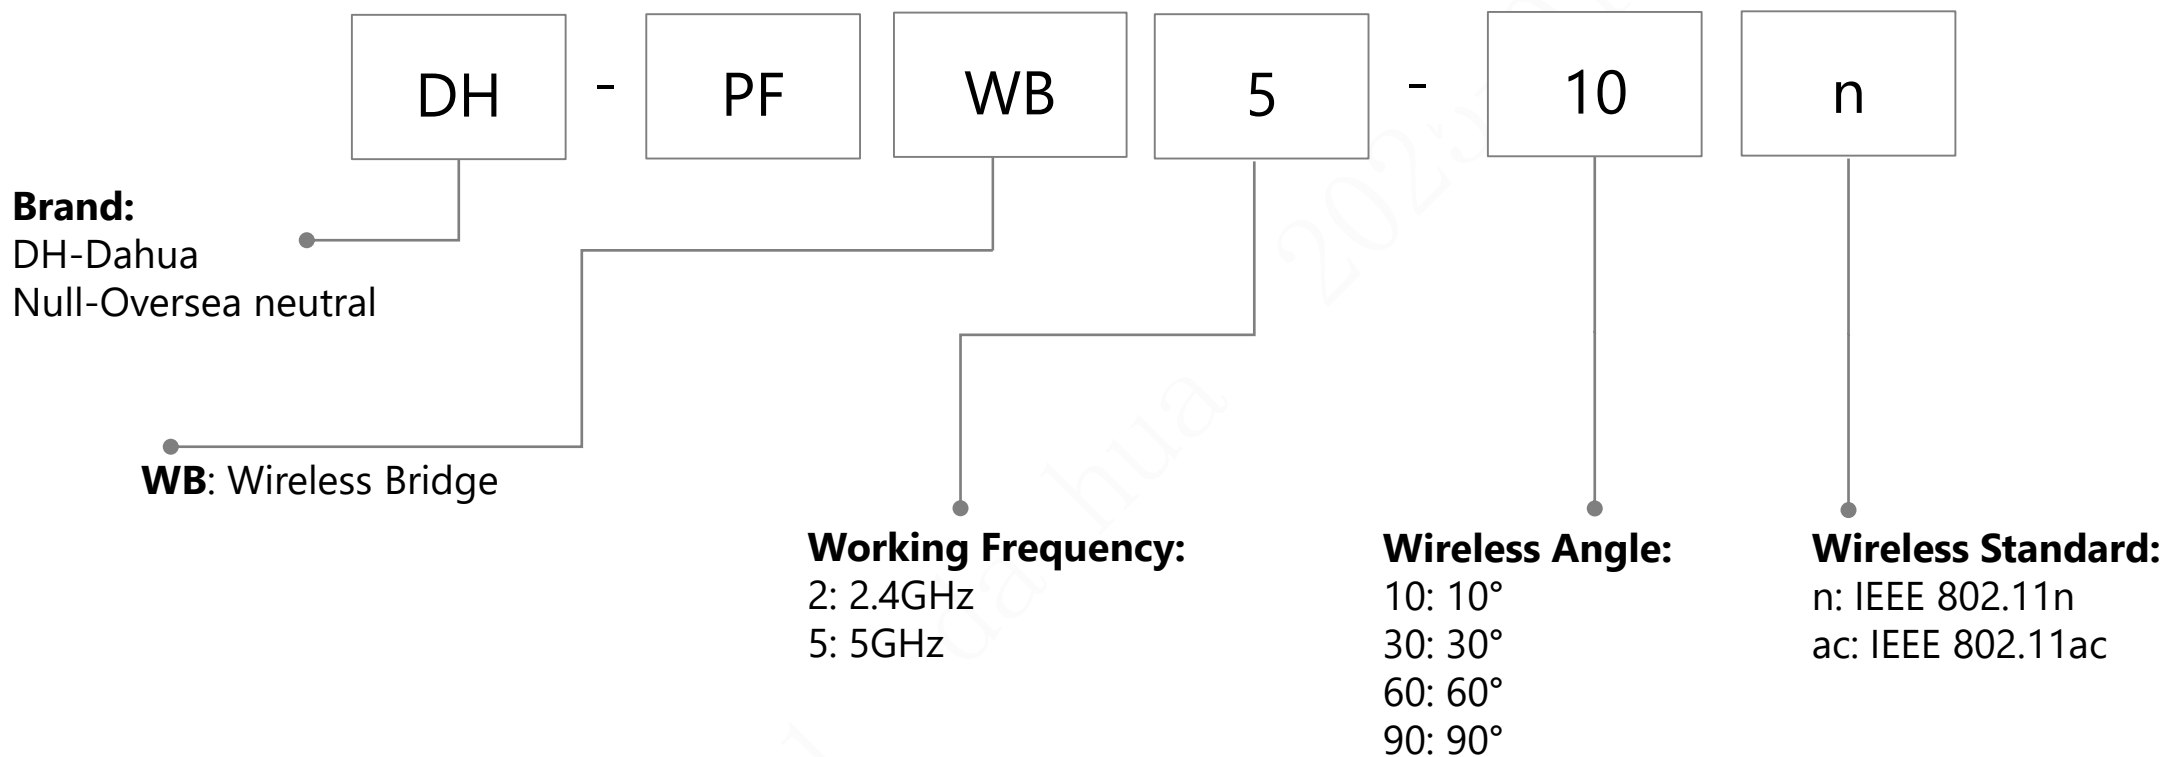 DH - PF WB 5 - 10 n
Brand:
DH-Dahua
Null-Oversea neutral
WB: Wireless Bridge
Working Frequency:
2: 2.4GHz
5: 5GHz
Wireless Angle:
10: 10°
30: 30°
60: 60°
90: 90°
Wireless Standard:
n: IEEE 802.11n
ac: IEEE 802.11ac